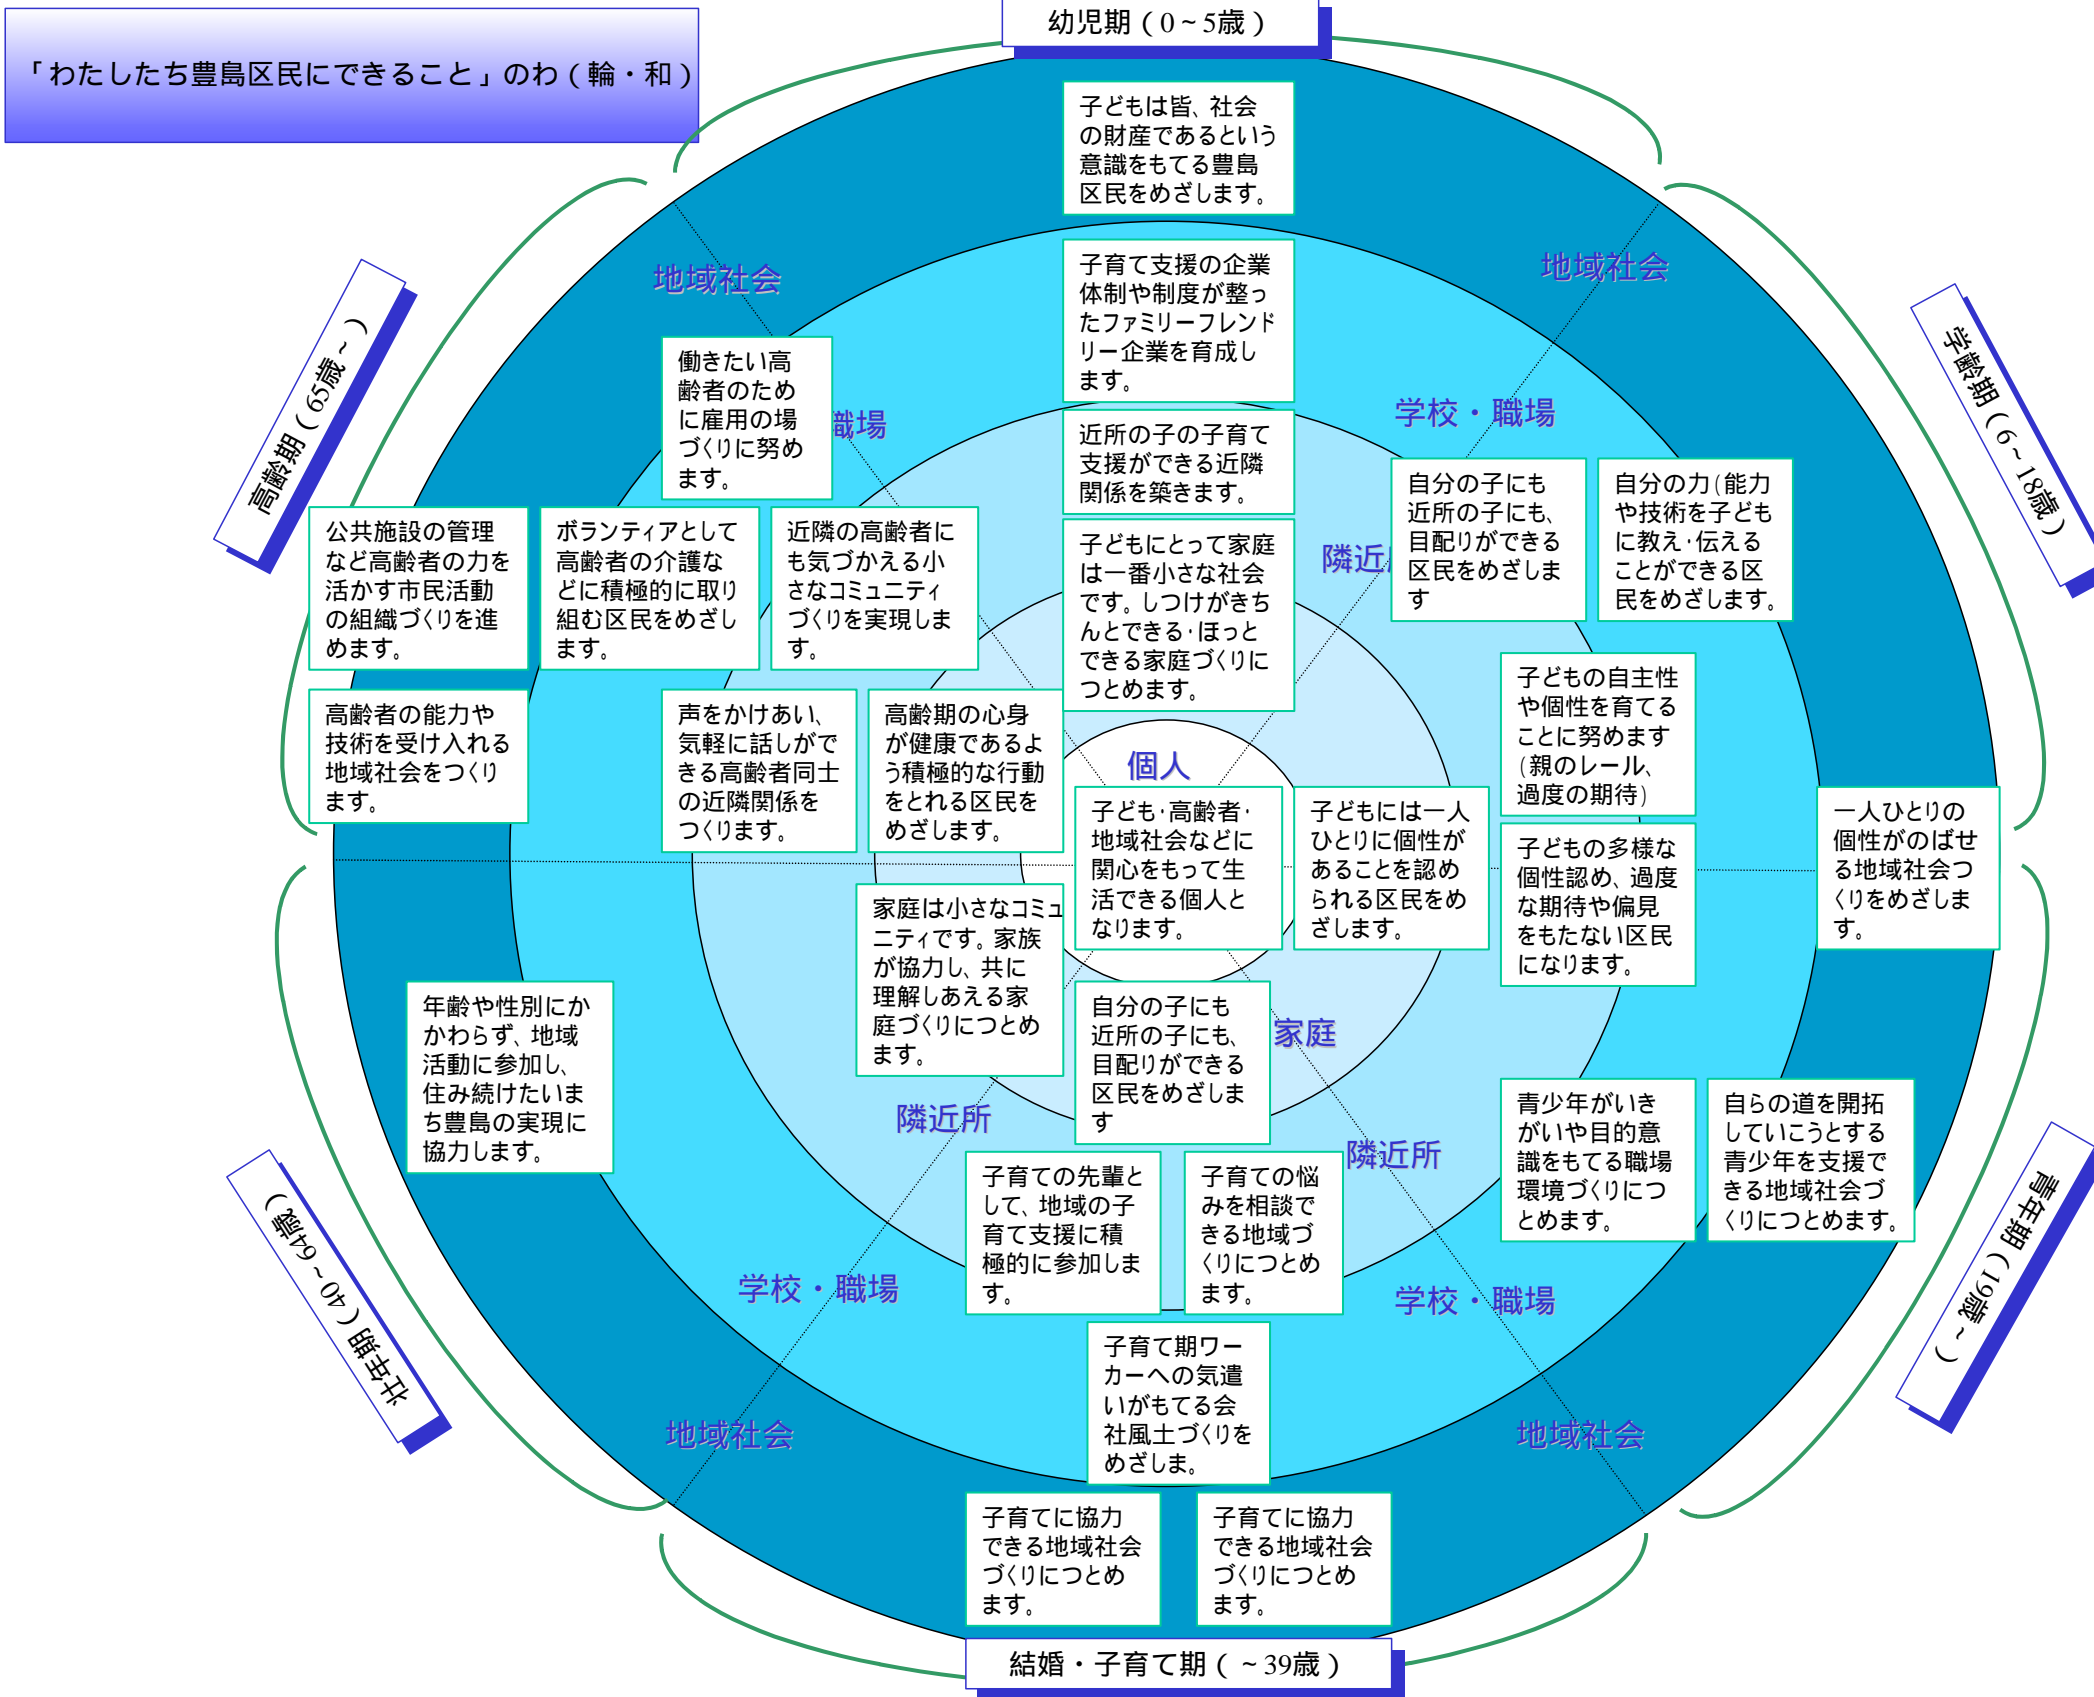 「わたしたち豊島区民にできること」のわ（輪・和）
幼児期（0～5歳）
子どもは皆、社会
の財産であるという
意識をもてる豊島
区民をめざします。
地域社会
地域社会
子育て支援の企業
体制や制度が整っ
たファミリーフレンド
リー企業を育成し
ます。
高齢期（65歳～）
学齢期（6～18歳）
働きたい高
齢者のため
に雇用の場
づくりに努め
ます。
職場
学校・職場
近所の子の子育て
支援ができる近隣
関係を築きます。
自分の子にも
近所の子にも、
目配りができる
区民をめざしま
す
自分の力（能力
や技術を子ども
に教え・伝える
ことができる区
民をめざします。
公共施設の管理
など高齢者の力を
活かす市民活動
の組織づくりを進
めます。
ボランティアとして
高齢者の介護な
どに積極的に取り
組む区民をめざし
ます。
近隣の高齢者に
も気づかえる小
さなコミュニティ
づくりを実現しま
す。
子どもにとって家庭
は一番小さな社会
です。しつけがきち
んとできる・ほっと
できる家庭づくりに
つとめます。
隣近
高齢者の能力や
技術を受け入れる
地域社会をつくり
ます。
声をかけあい、
気軽に話しがで
きる高齢者同士
の近隣関係を
つくります。
高齢期の心身
が健康であるよ
う積極的な行動
をとれる区民を
めざします。
子どもの自主性
や個性を育てる
ことに努めます
（親のレール、
過度の期待）
個人
子ども・高齢者・
地域社会などに
関心をもって生
活できる個人と
なります。
子どもには一人
ひとりに個性が
あることを認め
られる区民をめ
ざします。
子どもの多様な
個性認め、過度
な期待や偏見
をもたない区民
になります。
一人ひとりの
個性がのばせ
る地域社会つ
くりをめざしま
す。
家庭は小さなコミュ
ニティです。家族
が協力し、共に
理解しあえる家
庭づくりにつとめ
ます。
自分の子にも
近所の子にも、
目配りができる
区民をめざしま
す
家庭
年齢や性別にか
かわらず、地域
活動に参加し、
住み続けたいま
ち豊島の実現に
協力します。
隣近所
隣近所
青少年がいき
がいや目的意
識をもてる職場
環境づくりにつ
とめます。
自らの道を開拓
していこうとする
青少年を支援で
きる地域社会づ
くりにつとめます。
子育ての先輩と
して、地域の子
育て支援に積
極的に参加しま
す。
子育ての悩
みを相談で
きる地域づ
くりにつとめ
ます。
壮年期（40～64歳）
青年期（19歳～）
学校・職場
学校・職場
子育て期ワー
カーへの気遣
いがもてる会
社風土づくりを
めざしま。
地域社会
地域社会
子育てに協力
できる地域社会
づくりにつとめ
ます。
子育てに協力
できる地域社会
づくりにつとめ
ます。
結婚・子育て期（～39歳）